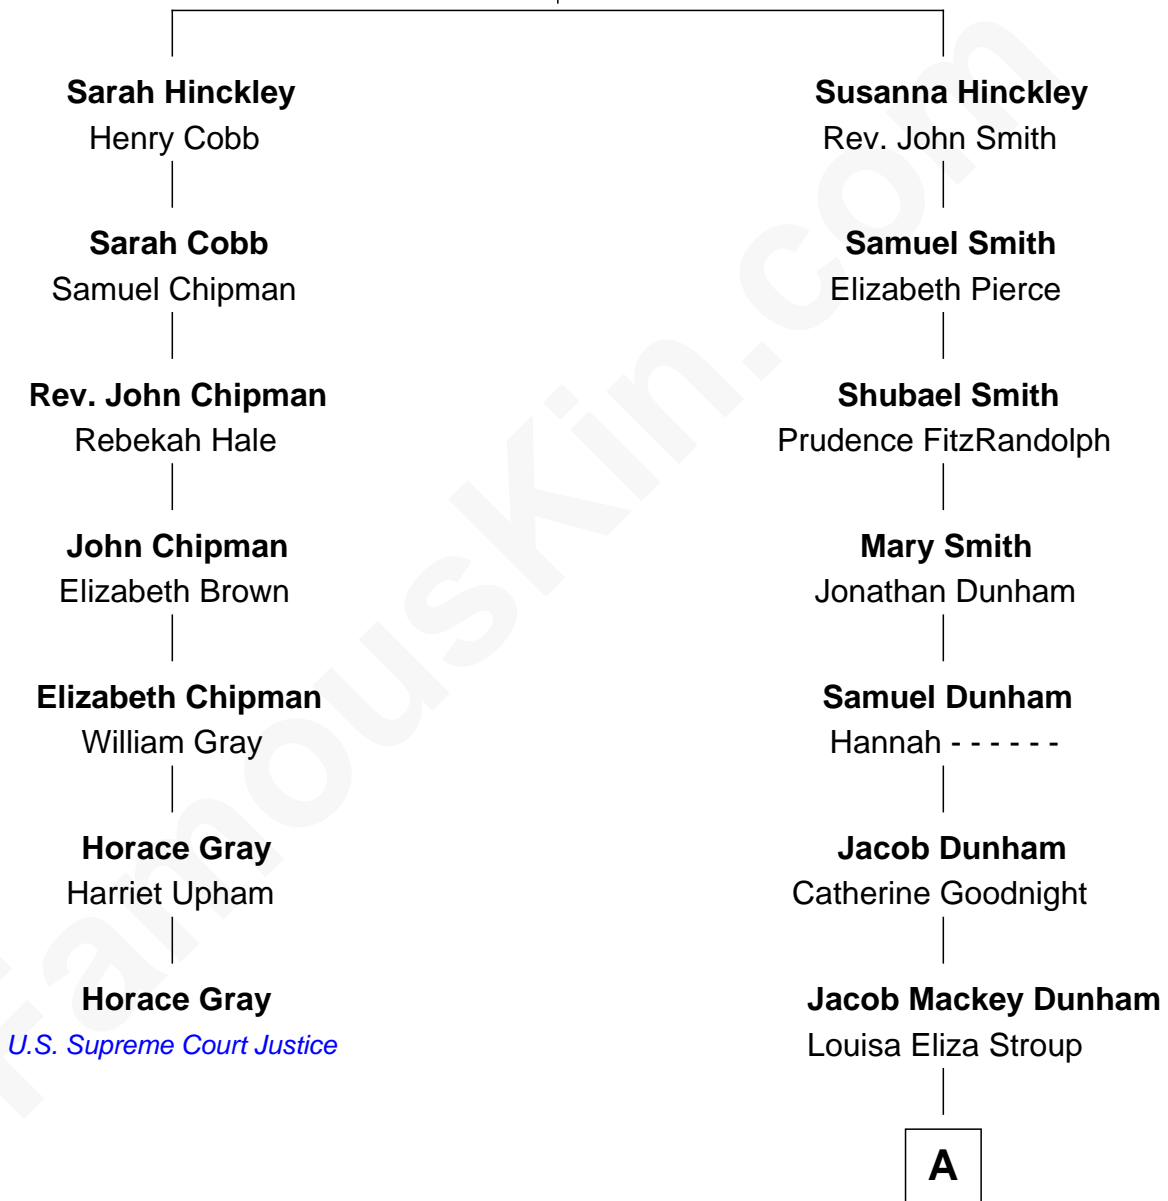 Sarah Hinckley
Henry Cobb
Sarah Cobb
Samuel Chipman
Rev. John Chipman
Rebekah Hale
John Chipman
Elizabeth Brown
Elizabeth Chipman
William Gray
Horace Gray
Harriet Upham
Horace Gray
U.S. Supreme Court Justice
Susanna Hinckley
Rev. John Smith
Samuel Smith
Elizabeth Pierce
Shubael Smith
Prudence FitzRandolph
Mary Smith
Jonathan Dunham
Samuel Dunham
Hannah - - - - - -
Jacob Dunham
Catherine Goodnight
Jacob Mackey Dunham
Louisa Eliza Stroup
A
FamousKin.com